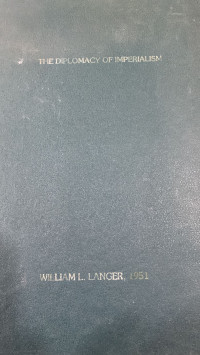 THE DIPLOMACY OF IMPERIALISM
WILLIAM L. LANGER, 1951